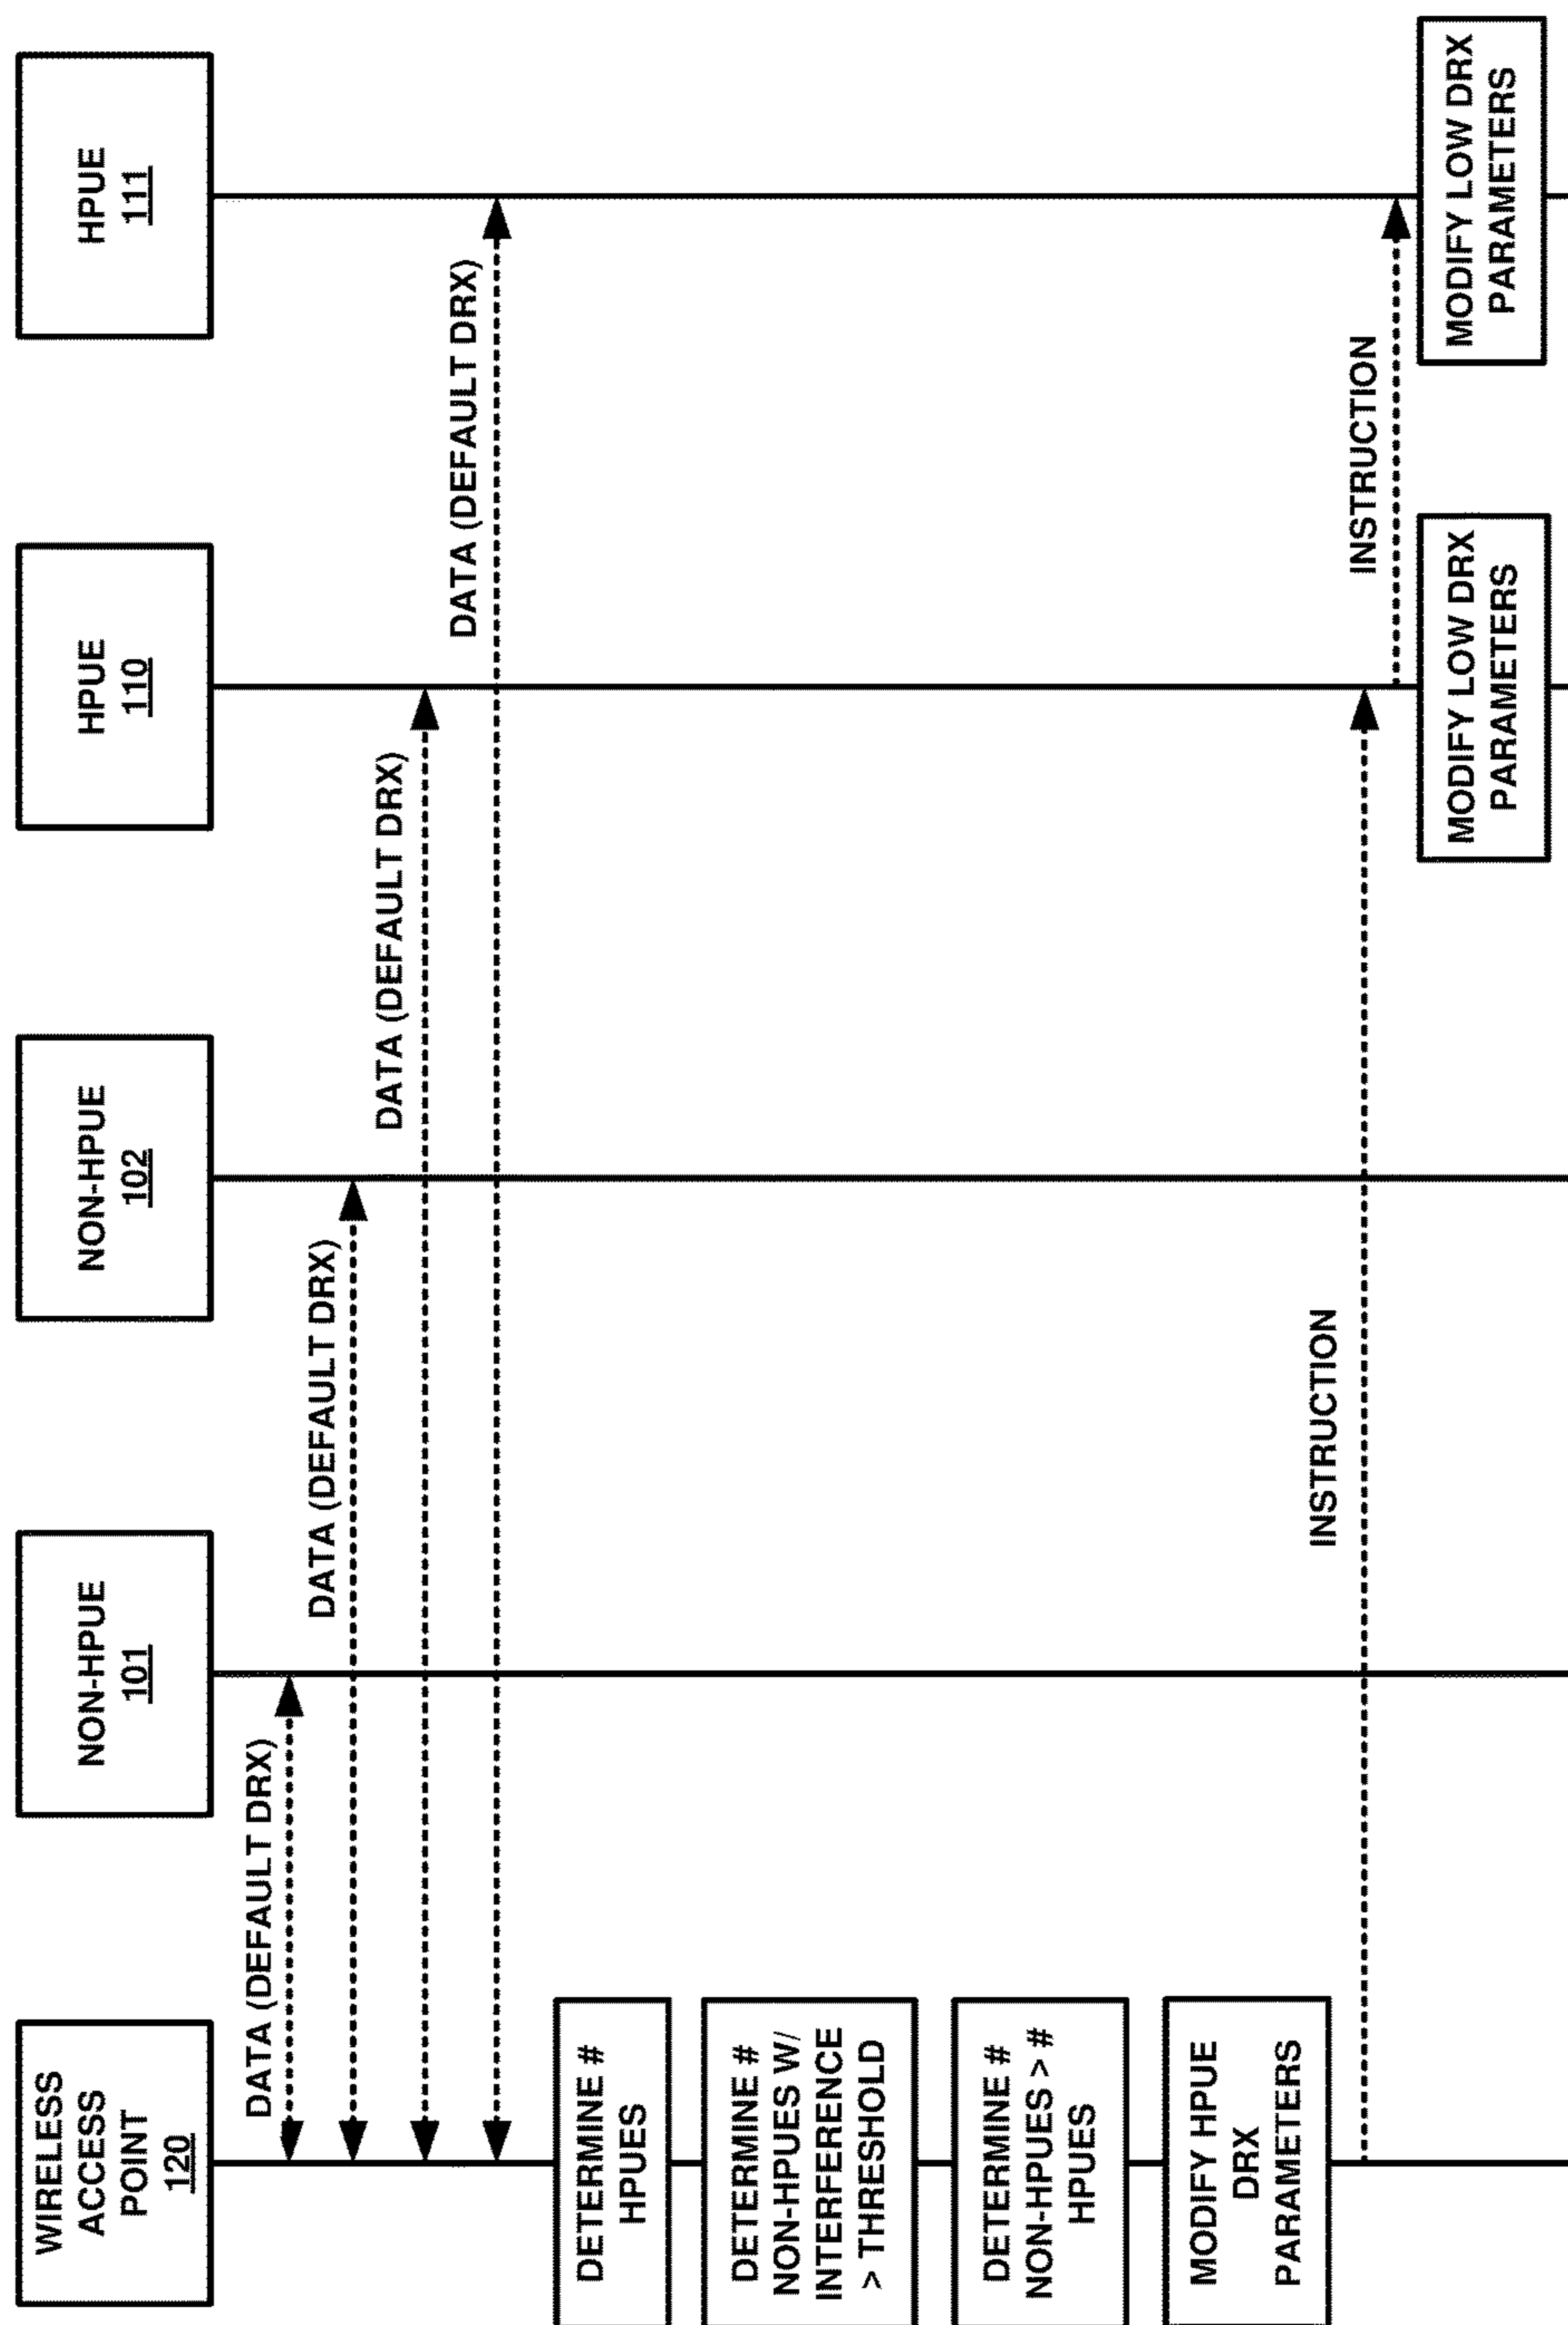 WIRELESS
ACCESS
POINT
120
NON-HPUE
101
NON-HPUE
102
HPUE
110
HPUE
111
DATA (DEFAULT DRX)
DATA (DEFAULT DRX)
DATA (DEFAULT DRX)
DATA (DEFAULT DRX)
DETERMINE #
HPUES
DETERMINE #
NON-HPUES W/
INTERFERENCE
> THRESHOLD
DETERMINE #
NON-HPUES > #
HPUES
MODIFY HPUE
DRX
PARAMETERS
INSTRUCTION
INSTRUCTION
MODIFY LOW DRX
PARAMETERS
MODIFY LOW DRX
PARAMETERS